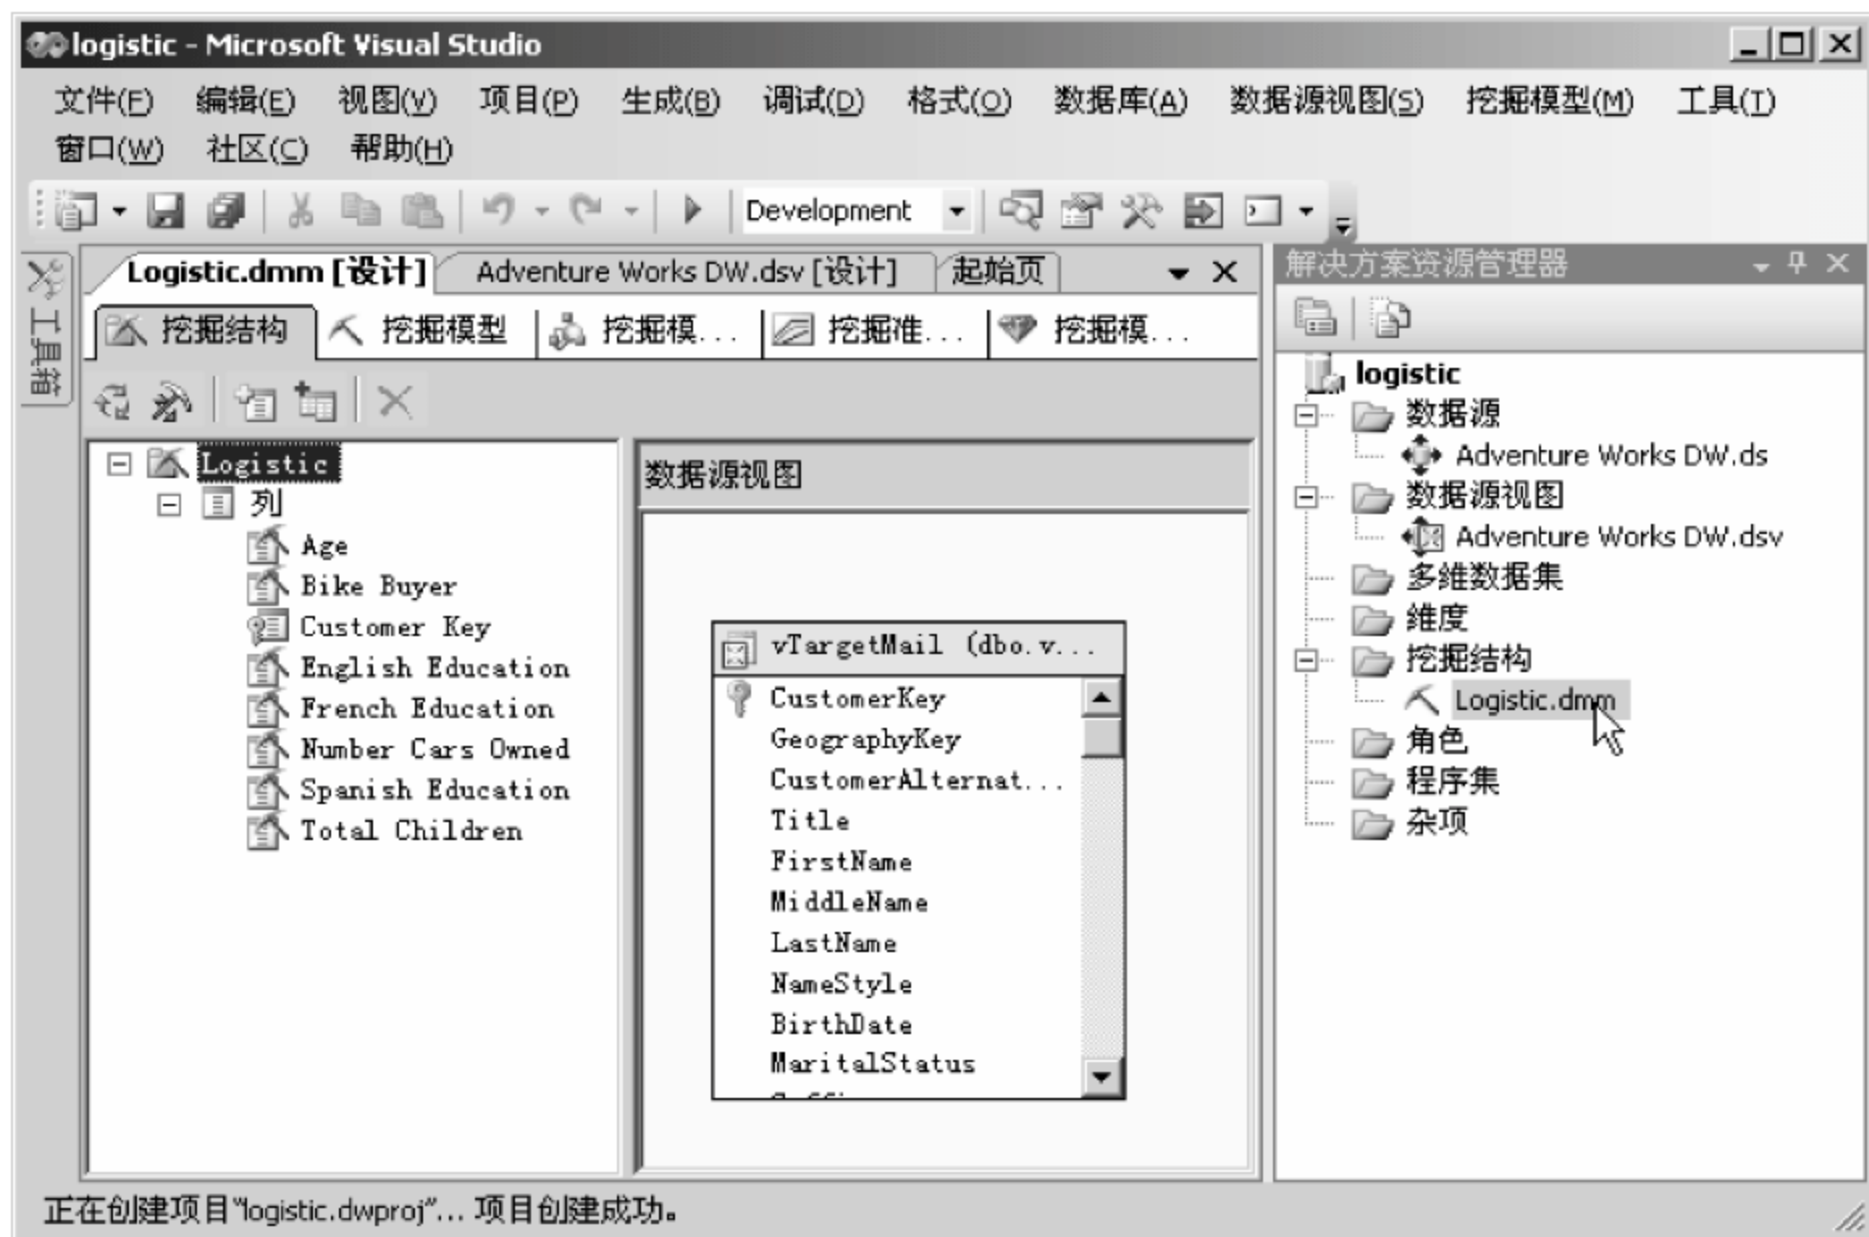 logistic - Microsoft Visual Studio
文件(F) 编辑(E) 视图(V) 项目(P) 生成(B) 调试(D) 格式(O) 数据库(A) 数据源视图(S) 挖掘模型(M) 工具(T)
窗口(W) 社区(C) 帮助(H)
Development
工具箱
Logistic.dmm [设计] Adventure Works DW.dsv [设计] 起始页
挖掘结构 挖掘模型 挖掘模... 挖掘准... 挖掘模...
Logistic
列
Age
Bike Buyer
Customer Key
English Education
French Education
Number Cars Owned
Spanish Education
Total Children
数据源视图
vTargetMail (dbo.v...
CustomerKey
GeographyKey
CustomerAlternat...
Title
FirstName
MiddleName
LastName
NameStyle
BirthDate
MaritalStatus
解决方案资源管理器
logistic
数据源
Adventure Works DW.ds
数据源视图
Adventure Works DW.dsv
多维数据集
维度
挖掘结构
Logistic.dmm
角色
程序集
杂项
正在创建项目"logistic.dwproj"... 项目创建成功。